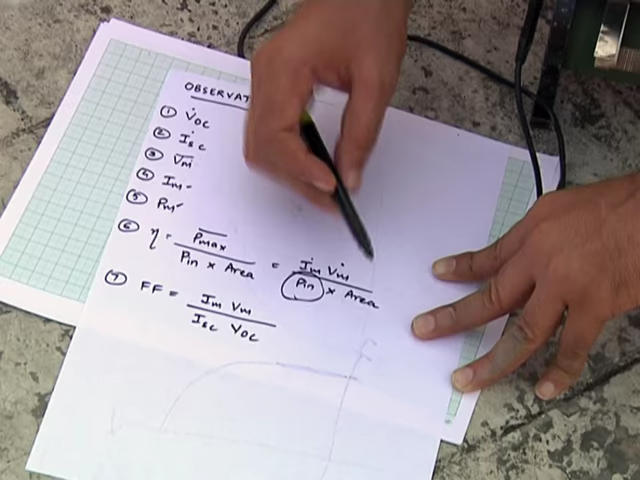 OBSERVAT
① Voc
② Isc
③ Vm
④ Im
⑤ Pm
⑥ η = Pmax / Pin x Area = Im Vm / Pin x Area
⑦ FF = Im Vm / Isc Voc